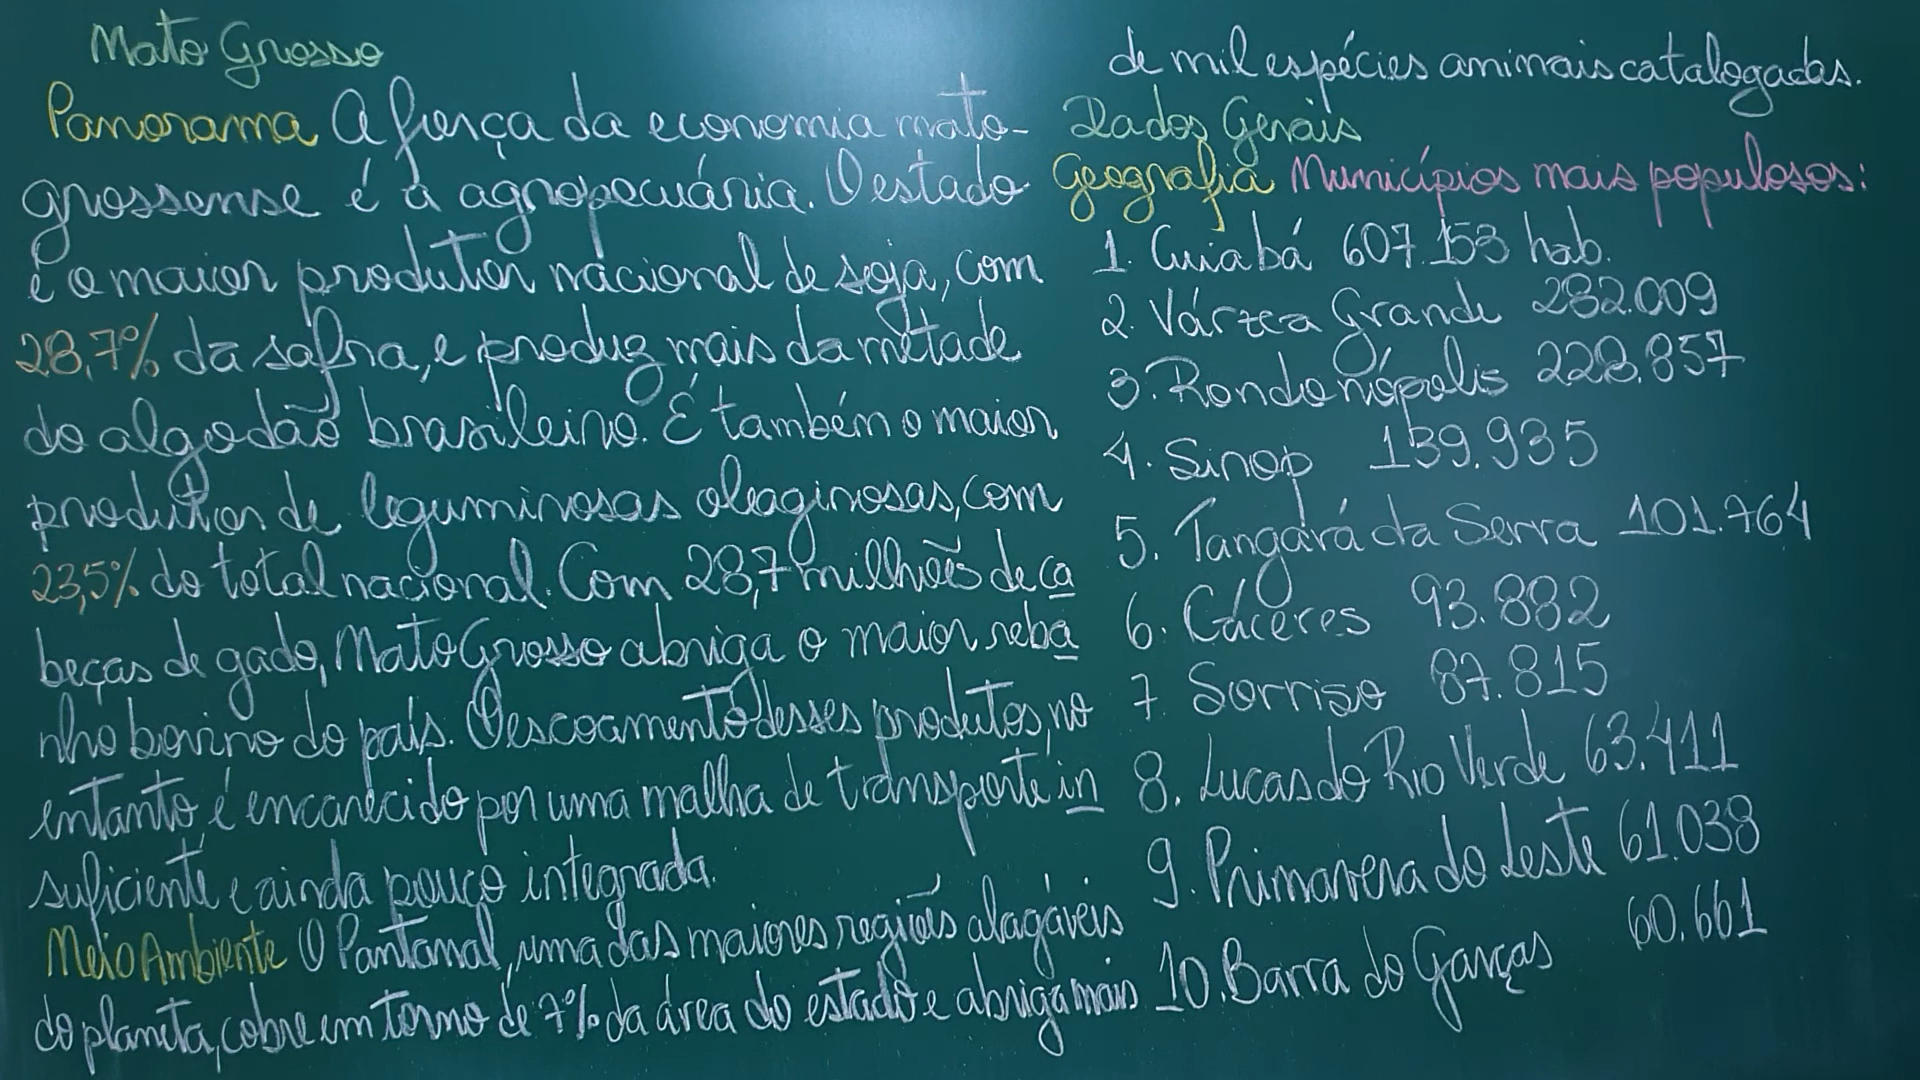 Mato Grosso
Panorama A força da economia mato-
grossense é a agropecuária. O estado
é o maior produtor nacional de soja, com
28,7% da safra, e produz mais da metade
do algodão brasileiro. É também o maior
produtor de leguminosas oleaginosas, com
23,5% do total nacional. Com 28,7 milhões de ca
beças de gado, Mato Grosso abriga o maior reba
nho bovino do país. O escoamento desses produtos, no
entanto, é encarecido por uma malha de transporte in
suficiente e ainda pouco integrada.
Meio Ambiente O Pantanal, uma das maiores regiões alagáveis
do planeta, cobre em torno de 7% da área do estado e abriga mais
de mil espécies animais catalogadas.
Dados Gerais
Geografia Municípios mais populosos:
1. Cuiabá 607.153 hab.
2. Várzea Grande 282.009
3. Rondonópolis 228.857
4. Sinop 139.935
5. Tangará da Serra 101.764
6. Cáceres 93.882
7. Sorriso 87.815
8. Lucas do Rio Verde 63.411
9. Primavera do Leste 61.038
10. Barra do Garças 60.661